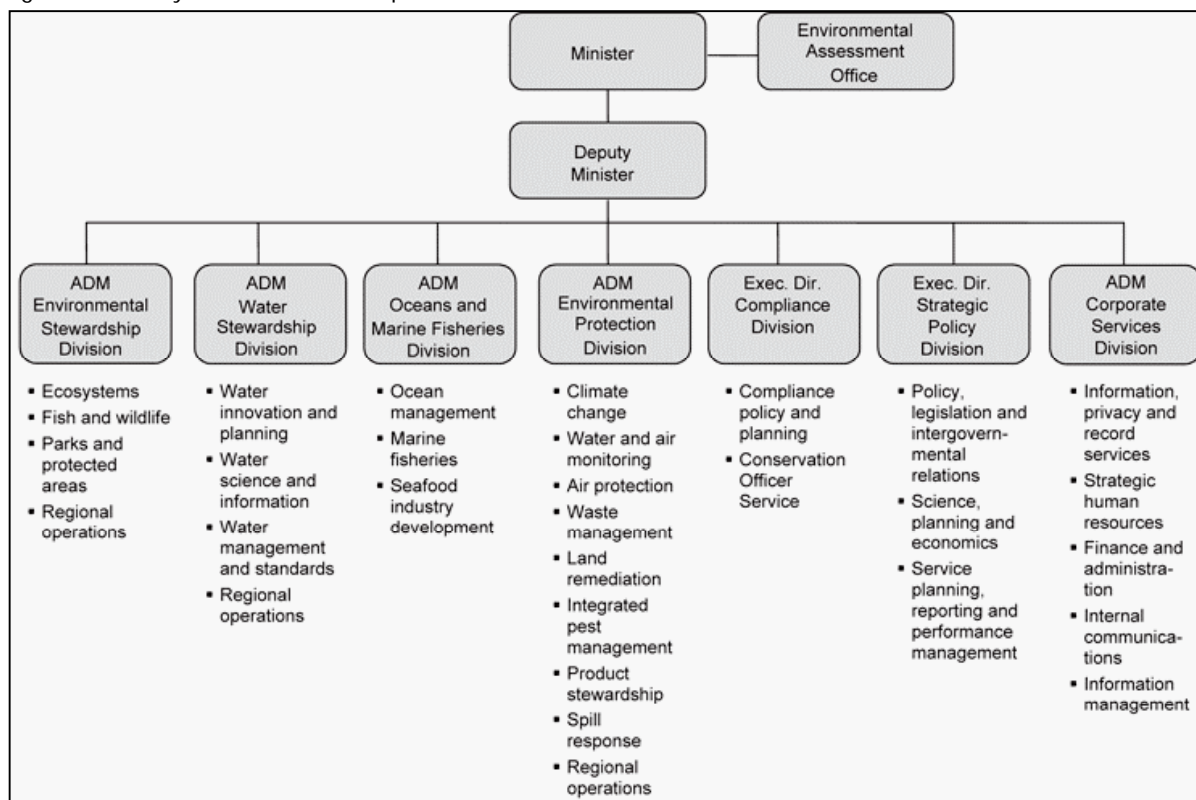 Minister
Environmental
Assessment
Office
Deputy
Minister
ADM
Environmental
Stewardship
Division
ADM
Water
Stewardship
Division
ADM
Oceans and
Marine Fisheries
Division
ADM
Environmental
Protection
Division
Exec. Dir.
Compliance
Division
Exec. Dir.
Strategic
Policy
Division
ADM
Corporate
Services
Division
▪ Ecosystems
▪ Fish and wildlife
▪ Parks and
protected
areas
▪ Regional
operations
▪ Water
innovation and
planning
▪ Water
science and
information
▪ Water
management
and standards
▪ Regional
operations
▪ Ocean
management
▪ Marine
fisheries
▪ Seafood
industry
development
▪ Climate
change
▪ Water and air
monitoring
▪ Air protection
▪ Waste
management
▪ Land
remediation
▪ Integrated
pest
management
▪ Product
stewardship
▪ Spill
response
▪ Regional
operations
▪ Compliance
policy and
planning
▪ Conservation
Officer
Service
▪ Policy,
legislation and
intergovern-
mental
relations
▪ Science,
planning and
economics
▪ Service
planning,
reporting and
performance
management
▪ Information,
privacy and
record
services
▪ Strategic
human
resources
▪ Finance and
administra-
tion
▪ Internal
communica-
tions
▪ Information
management